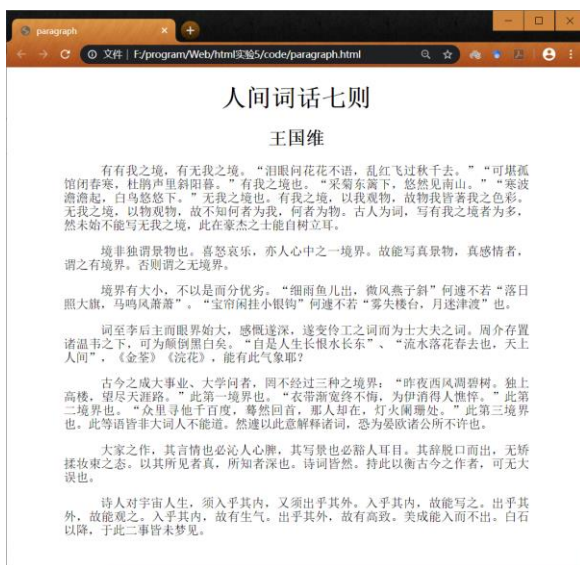 paragraph
文件 | F:/program/Web/html实验5/code/paragraph.html
人间词话七则
王国维
有有我之境，有无我之境。“泪眼问花花不语，乱红飞过秋千去。”“可堪孤
馆闭春寒，杜鹃声里斜阳暮。”有我之境也。“采菊东篱下，悠然见南山。”“寒波
澹澹起，白鸟悠悠下。”无我之境也。有我之境，以我观物，故物我皆著我之色彩。
无我之境，以物观物，故不知何者为我，何者为物。古人为词，写有我之境者为多，
然未始不能写无我之境，此在豪杰之士能自树立耳。
境非独谓景物也。喜怒哀乐，亦人心中之一境界。故能写真景物，真感情者，
谓之有境界。否则谓之无境界。
境界有大小，不以是而分优劣。“细雨鱼儿出，微风燕子斜”何遽不若“落日
照大旗，马鸣风萧萧”。“宝帘闲挂小银钩”何遽不若“雾失楼台，月迷津渡”也。
词至李后主而眼界始大，感慨遂深，遂变伶工之词而为士大夫之词。周介存置
诸温韦之下，可为颠倒黑白矣。“自是人生长恨水长东”、“流水落花春去也，天上
人间”，《金荃》《浣花》，能有此气象耶？
古今之成大事业、大学问者，罔不经过三种之境界：“昨夜西风凋碧树。独上
高楼，望尽天涯路。”此第一境界也。“衣带渐宽终不悔，为伊消得人憔悴。”此第
二境界也。“众里寻他千百度，蓦然回首，那人却在，灯火阑珊处。”此第三境界
也。此等语皆非大词人不能道。然遽以此意解释诸词，恐为晏欧诸公所不许也。
大家之作，其言情也必沁人心脾，其写景也必豁人耳目。其辞脱口而出，无矫
揉妆束之态。以其所见者真，所知者深也。诗词皆然。持此以衡古今之作者，可无大
误也。
诗人对宇宙人生，须入乎其内，又须出乎其外。入乎其内，故能写之。出乎其
外，故能观之。入乎其内，故有生气。出乎其外，故有高致。美成能入而不出。白石
以降，于此二事皆未梦见。